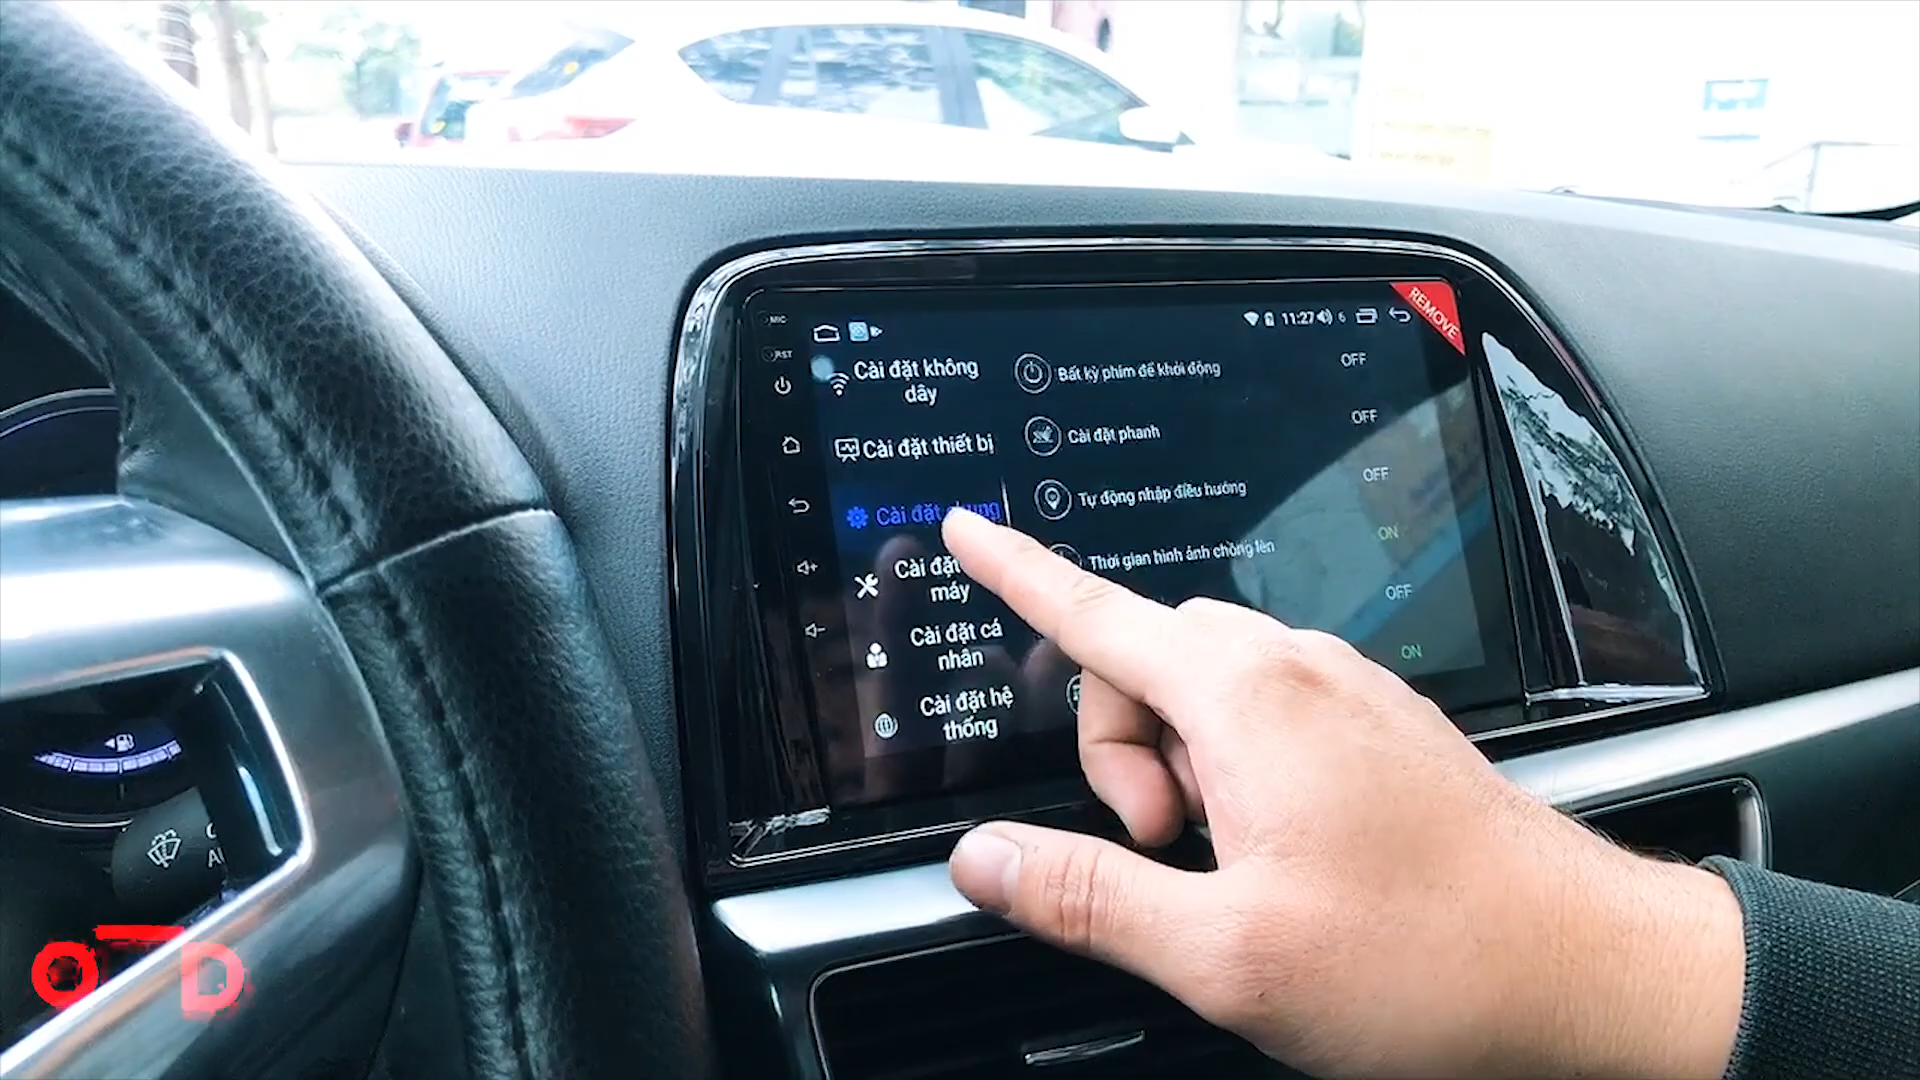 MIC
RST
11:27
6
REMOVE
Cài đặt không
dây
Cài đặt thiết bị
Cài đặt chung
Cài đặt
máy
Cài đặt cá
nhân
Cài đặt hệ
thống
Bất kỳ phím để khởi động
OFF
Cài đặt phanh
OFF
Tự động nhập điều hướng
OFF
Thời gian hình ảnh chồng lên
ON
OFF
ON